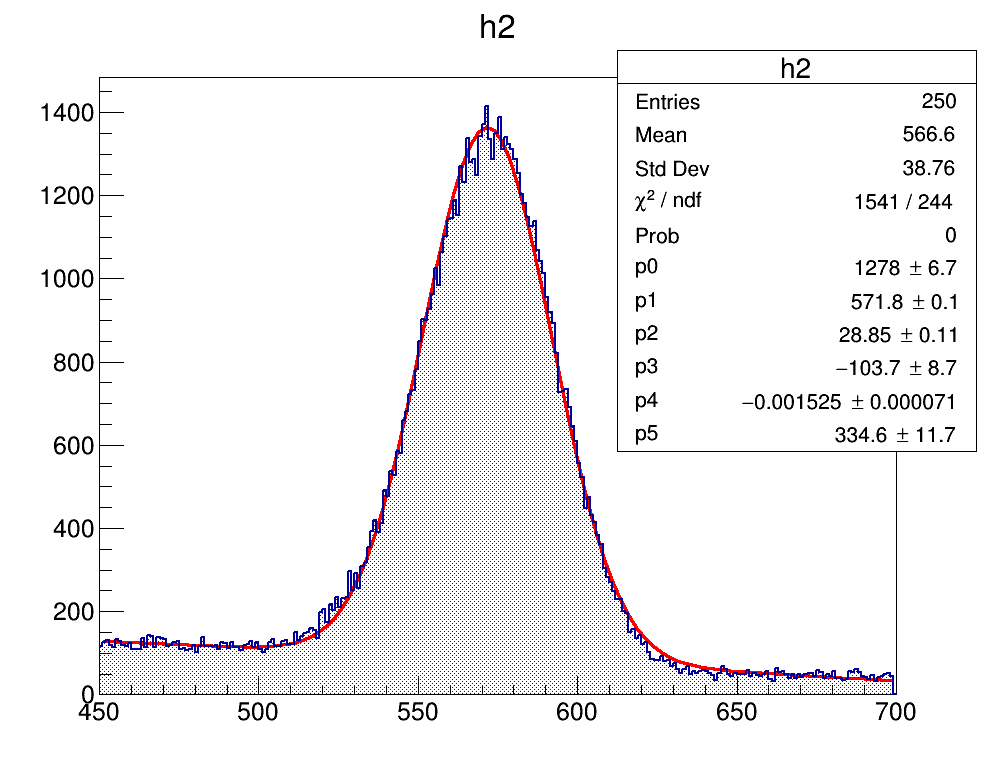 h2
h2
Entries 250
Mean 566.6
Std Dev 38.76
χ² / ndf 1541 / 244
Prob 0
p0 1278 ± 6.7
p1 571.8 ± 0.1
p2 28.85 ± 0.11
p3 −103.7 ± 8.7
p4 −0.001525 ± 0.000071
p5 334.6 ± 11.7
1400
1200
1000
800
600
400
200
0
450 500 550 600 650 700